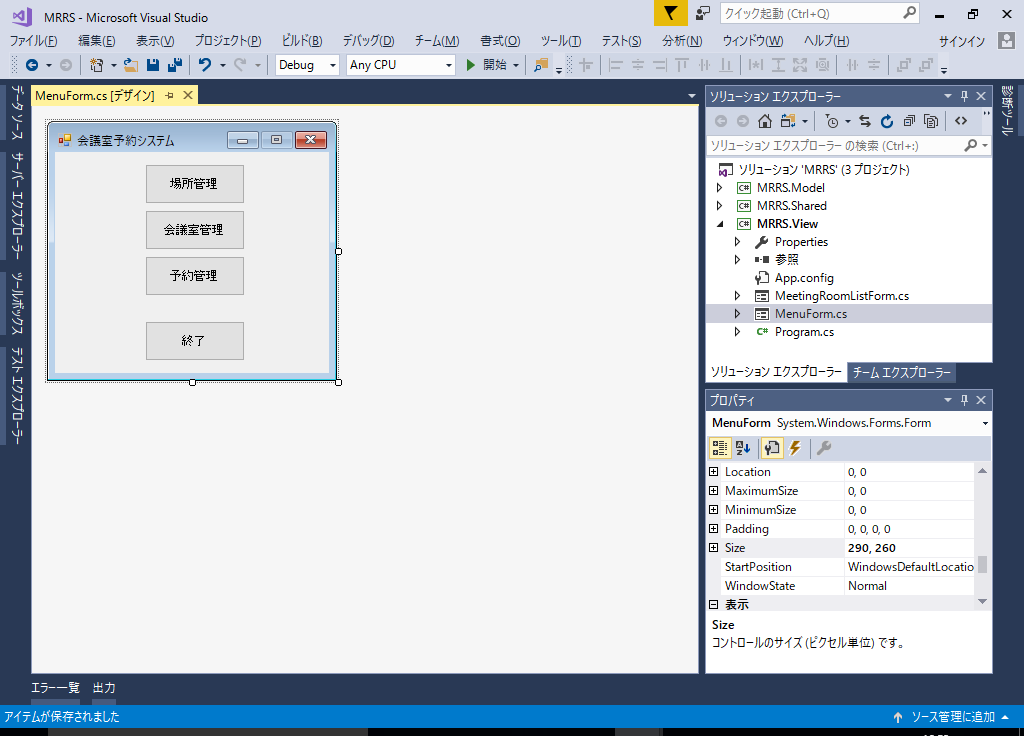 MRRS - Microsoft Visual Studio
クイック起動 (Ctrl+Q)
ファイル(F) 編集(E) 表示(V) プロジェクト(P) ビルド(B) デバッグ(D) チーム(M) 書式(O) ツール(T) テスト(S) 分析(N) ウィンドウ(W) ヘルプ(H) サインイン
Debug Any CPU 開始
データ ソース
サーバー エクスプローラー
ツールボックス
テスト エクスプローラー
MenuForm.cs [デザイン]
会議室予約システム
場所管理
会議室管理
予約管理
終了
ソリューション エクスプローラー
ソリューション エクスプローラー の検索 (Ctrl+:)
ソリューション 'MRRS' (3 プロジェクト)
C# MRRS.Model
C# MRRS.Shared
C# MRRS.View
Properties
参照
App.config
MeetingRoomListForm.cs
MenuForm.cs
C# Program.cs
ソリューション エクスプローラー チーム エクスプローラー
プロパティ
MenuForm System.Windows.Forms.Form
Location 0, 0
MaximumSize 0, 0
MinimumSize 0, 0
Padding 0, 0, 0, 0
Size 290, 260
StartPosition WindowsDefaultLocatio
WindowState Normal
表示
Size
コントロールのサイズ (ピクセル単位) です。
診断ツール
エラー一覧 出力
アイテムが保存されました
ソース管理に追加